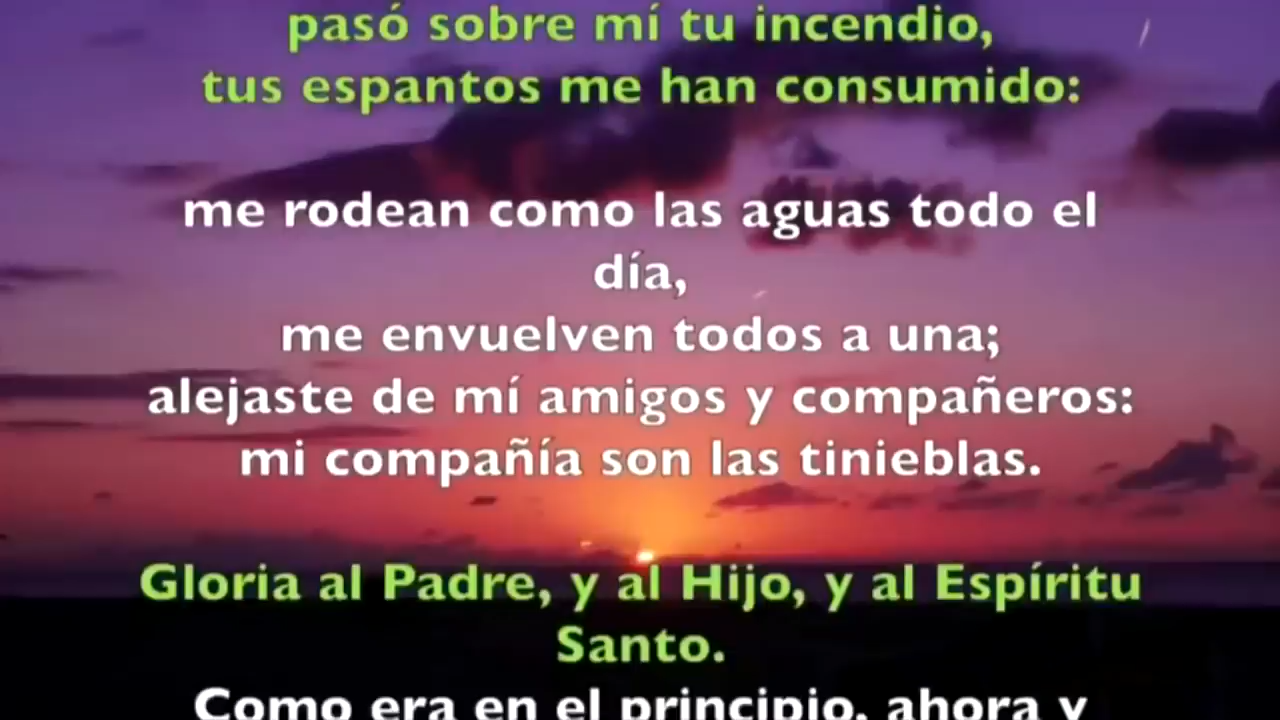 pasó sobre mí tu incendio,
tus espantos me han consumido:
me rodean como las aguas todo el
día,
me envuelven todos a una;
alejaste de mí amigos y compañeros:
mi compañía son las tinieblas.
Gloria al Padre, y al Hijo, y al Espíritu
Santo.
Como era en el principio, ahora y